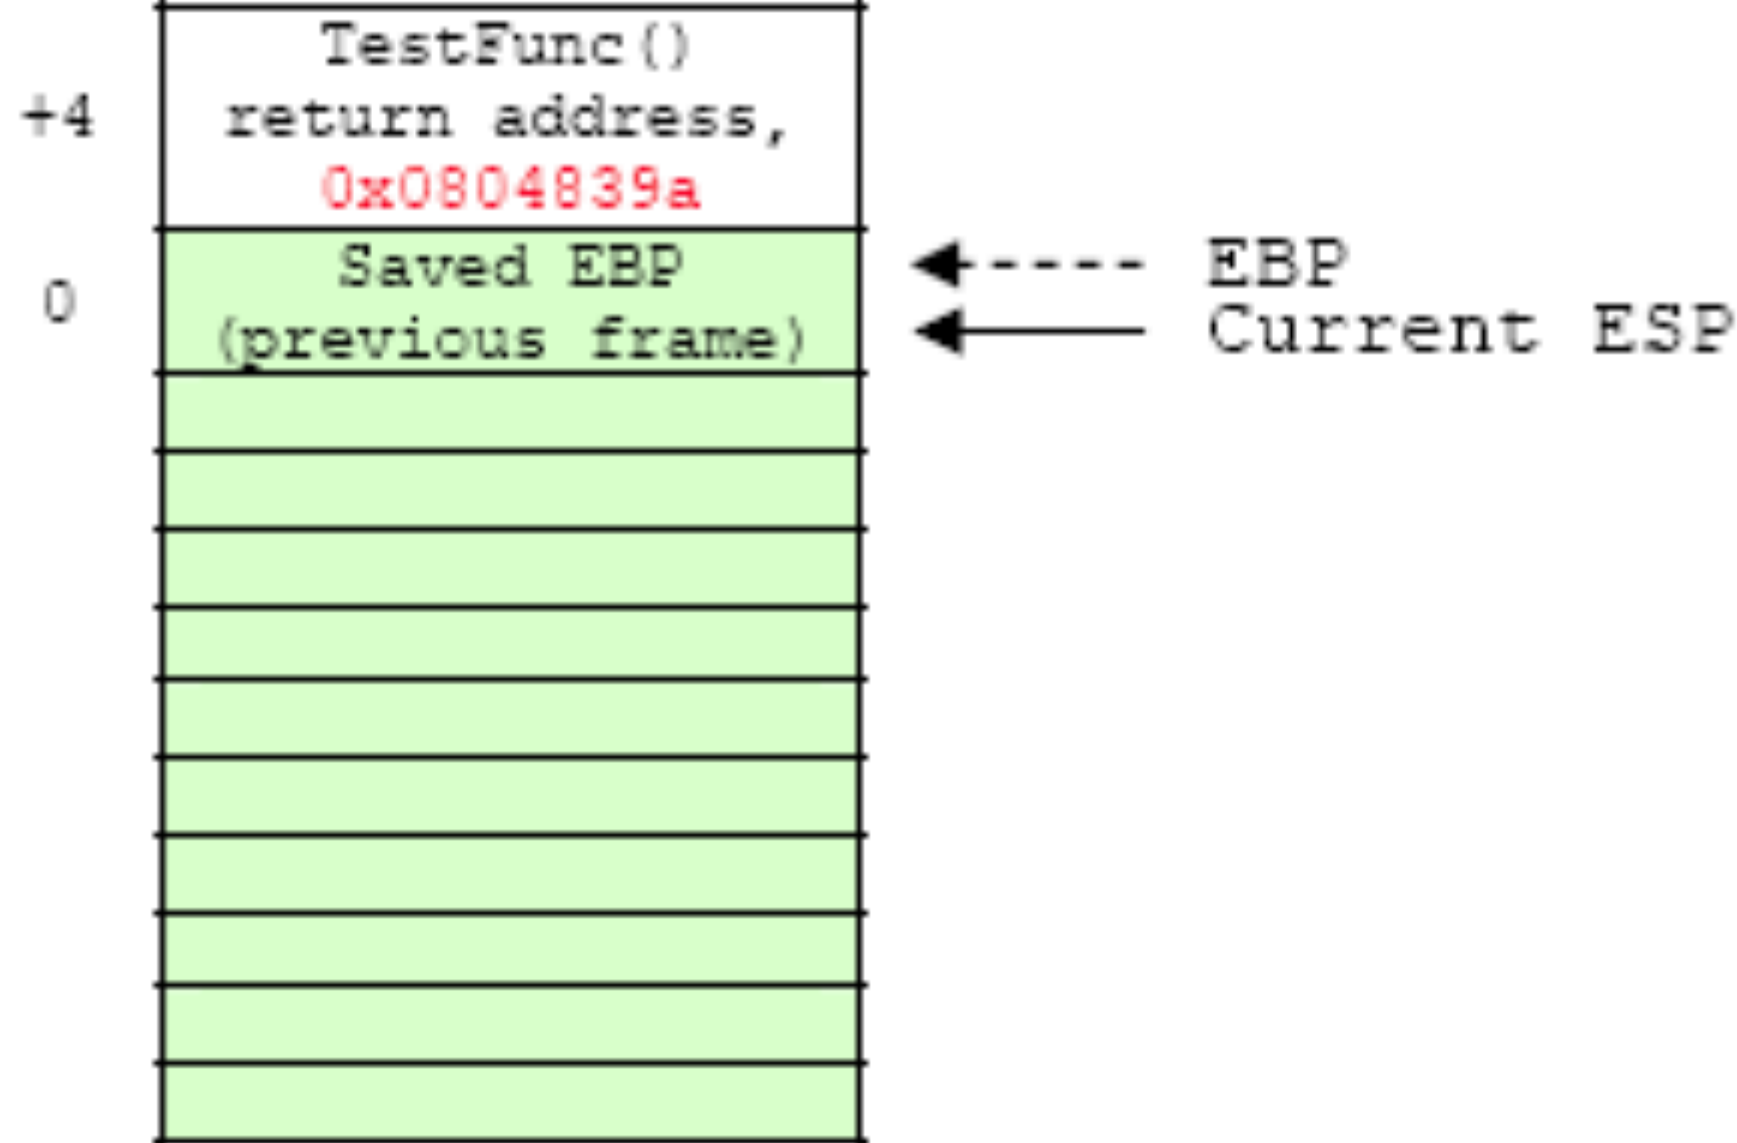 TestFunc()
+4
return address,
0x0804839a
Saved EBP
EBP
0
(previous frame)
Current ESP